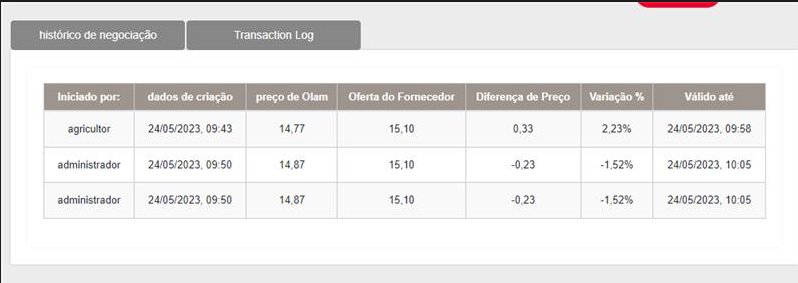 histórico de negociação Transaction Log
Iniciado por: dados de criação preço de Olam Oferta do Fornecedor Diferença de Preço Variação % Válido até
agricultor 24/05/2023, 09:43 14,77 15,10 0,33 2,23% 24/05/2023, 09:58
administrador 24/05/2023, 09:50 14,87 15,10 -0,23 -1,52% 24/05/2023, 10:05
administrador 24/05/2023, 09:50 14,87 15,10 -0,23 -1,52% 24/05/2023, 10:05